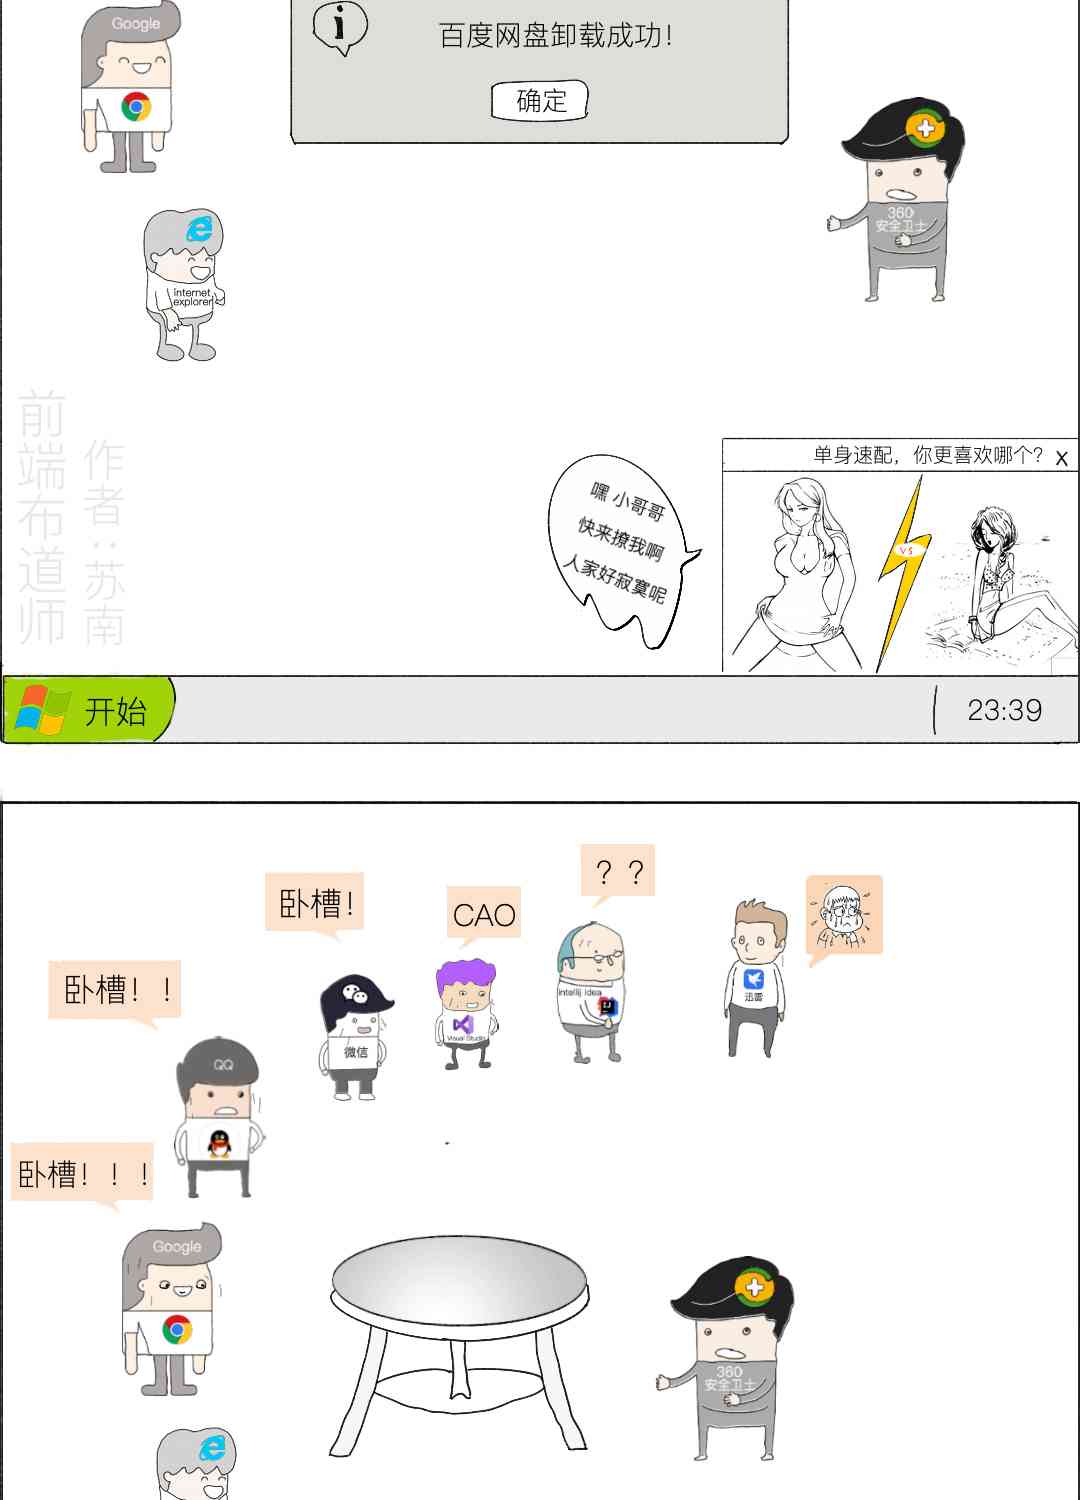 Google
百度网盘卸载成功！
确定
360
安全卫士
internet
explorer
前端布道师
作者：苏南
单身速配，你更喜欢哪个？ X
VS
嘿 小哥哥
快来撩我啊
人家好寂寞呢
开始
23:39
？？
卧槽！
CAO
卧槽！！
intellij idea
迅雷
微信
Visual Studio
QQ
卧槽！！！
Google
360
安全卫士